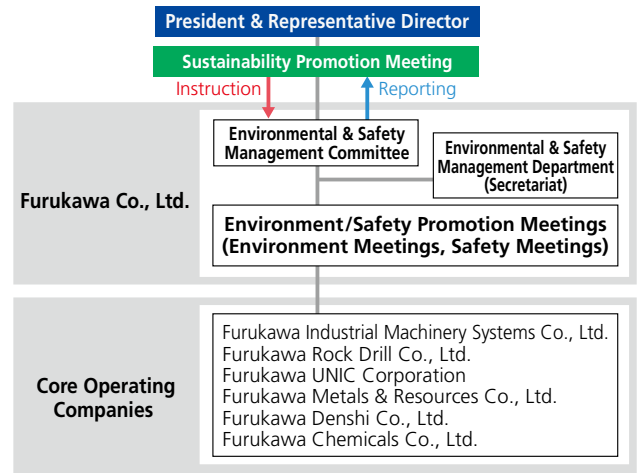 President & Representative Director
Sustainability Promotion Meeting
Instruction
Reporting
Environmental & Safety
Management Committee
Environmental & Safety
Management Department
(Secretariat)
Furukawa Co., Ltd.
Environment/Safety Promotion Meetings
(Environment Meetings, Safety Meetings)
Core Operating
Companies
Furukawa Industrial Machinery Systems Co., Ltd.
Furukawa Rock Drill Co., Ltd.
Furukawa UNIC Corporation
Furukawa Metals & Resources Co., Ltd.
Furukawa Denshi Co., Ltd.
Furukawa Chemicals Co., Ltd.